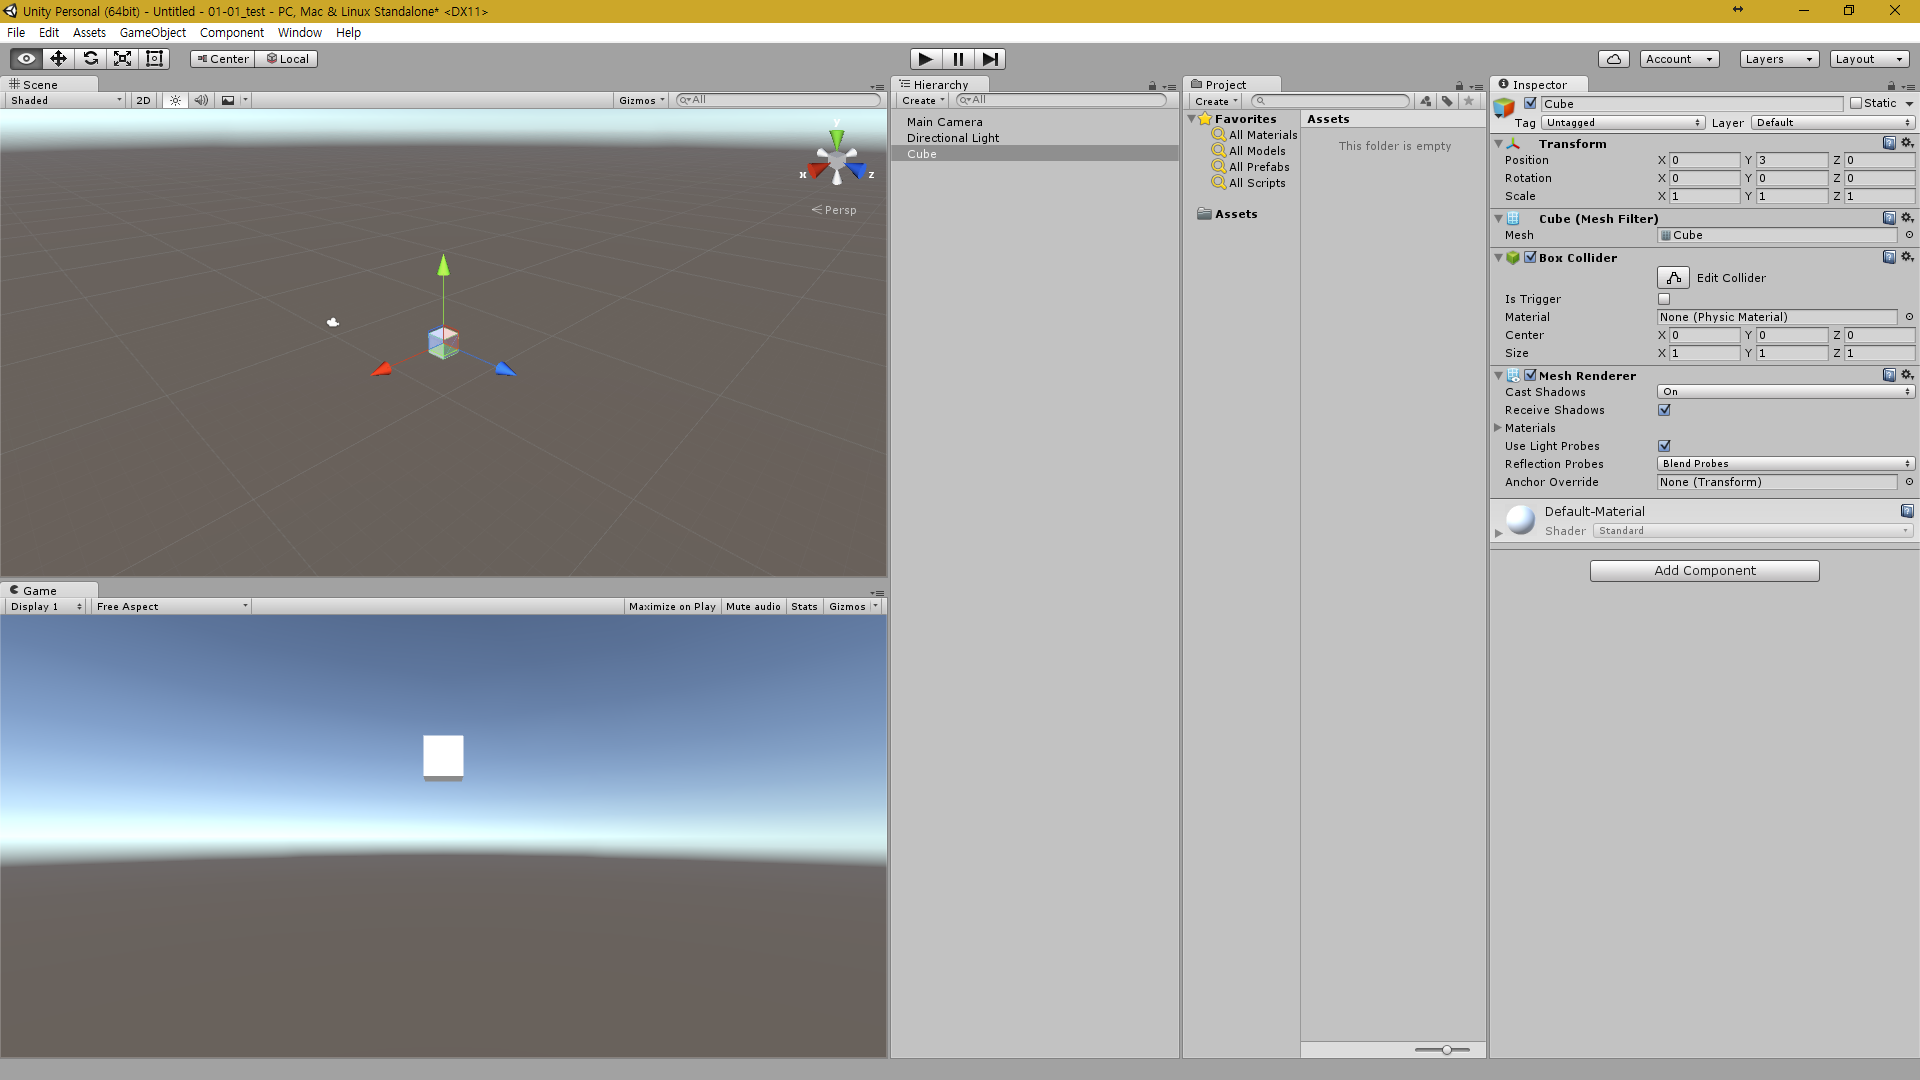 Unity Personal (64bit) - Untitled - 01-01_test - PC, Mac & Linux Standalone* <DX11>
File Edit Assets GameObject Component Window Help
Center Local
Account Layers Layout
Scene
Shaded 2D Gizmos All
y
x z
Persp
Game
Display 1 Free Aspect Maximize on Play Mute audio Stats Gizmos
Hierarchy
Create All
Main Camera
Directional Light
Cube
Project
Create
Favorites
All Materials
All Models
All Prefabs
All Scripts
Assets
Assets
This folder is empty
Inspector
Cube Static
Tag Untagged Layer Default
Transform
Position X 0 Y 3 Z 0
Rotation X 0 Y 0 Z 0
Scale X 1 Y 1 Z 1
Cube (Mesh Filter)
Mesh Cube
Box Collider
Edit Collider
Is Trigger
Material None (Physic Material)
Center X 0 Y 0 Z 0
Size X 1 Y 1 Z 1
Mesh Renderer
Cast Shadows On
Receive Shadows
Materials
Use Light Probes
Reflection Probes Blend Probes
Anchor Override None (Transform)
Default-Material
Shader Standard
Add Component